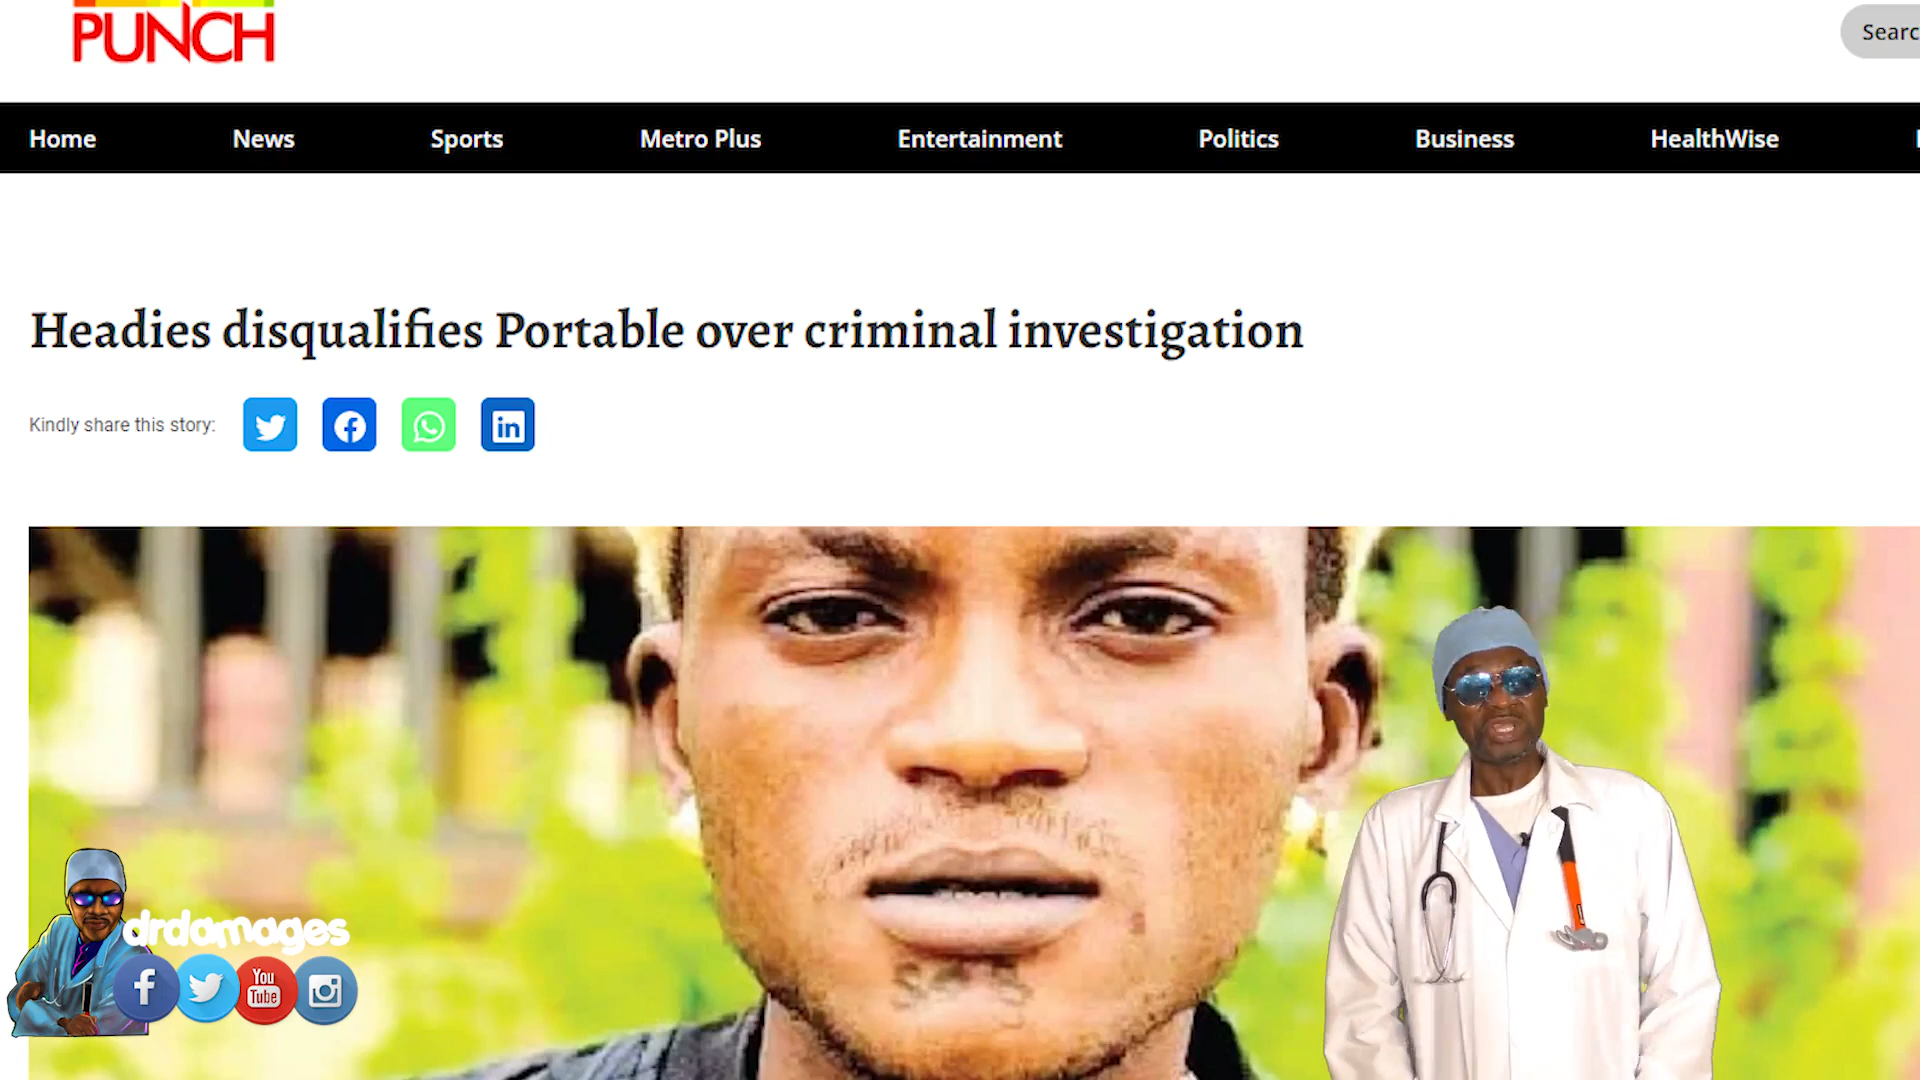 PUNCH
Searc
Home News Sports Metro Plus Entertainment Politics Business HealthWise
Headies disqualifies Portable over criminal investigation
Kindly share this story:
in
drdamages
f
You
Tube